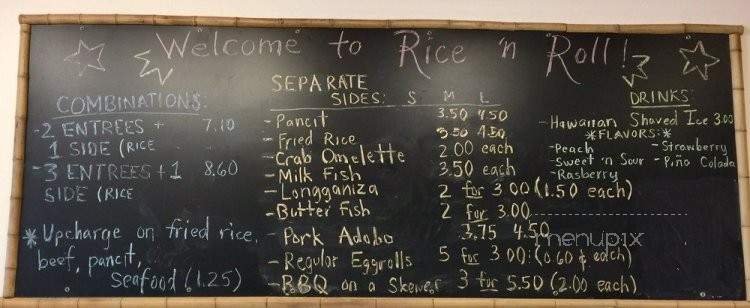 Welcome to Rice 'n Roll!
COMBINATIONS:
-2 ENTREES + 7.10
1 SIDE (RICE
-3 ENTREES +1 8.60
SIDE (RICE
*Upcharge on fried rice,
beef, pancit,
Seafood (1.25)
SEPARATE
SIDES: S M L
-Pancit 3.50 4.50
-Fried Rice 3.50 4.50
-Crab Omelette 2.00 each
-Milk Fish 3.50 each
-Longganiza 2 for 3.00 (1.50 each)
-Butter Fish 2 for 3.00
-Pork Adobo 3.75 4.50
-Regular Eggrolls 5 for 3.00: (0.60 ¢ each)
-BBQ on a Skewer 3 for 5.50 (2.00 each)
DRINKS:
-Hawaiian Shaved Ice 3.00
*FLAVORS:*
-Peach -Strawberry
-Sweet 'n Sour -Piña Colada
-Rasberry
menupix